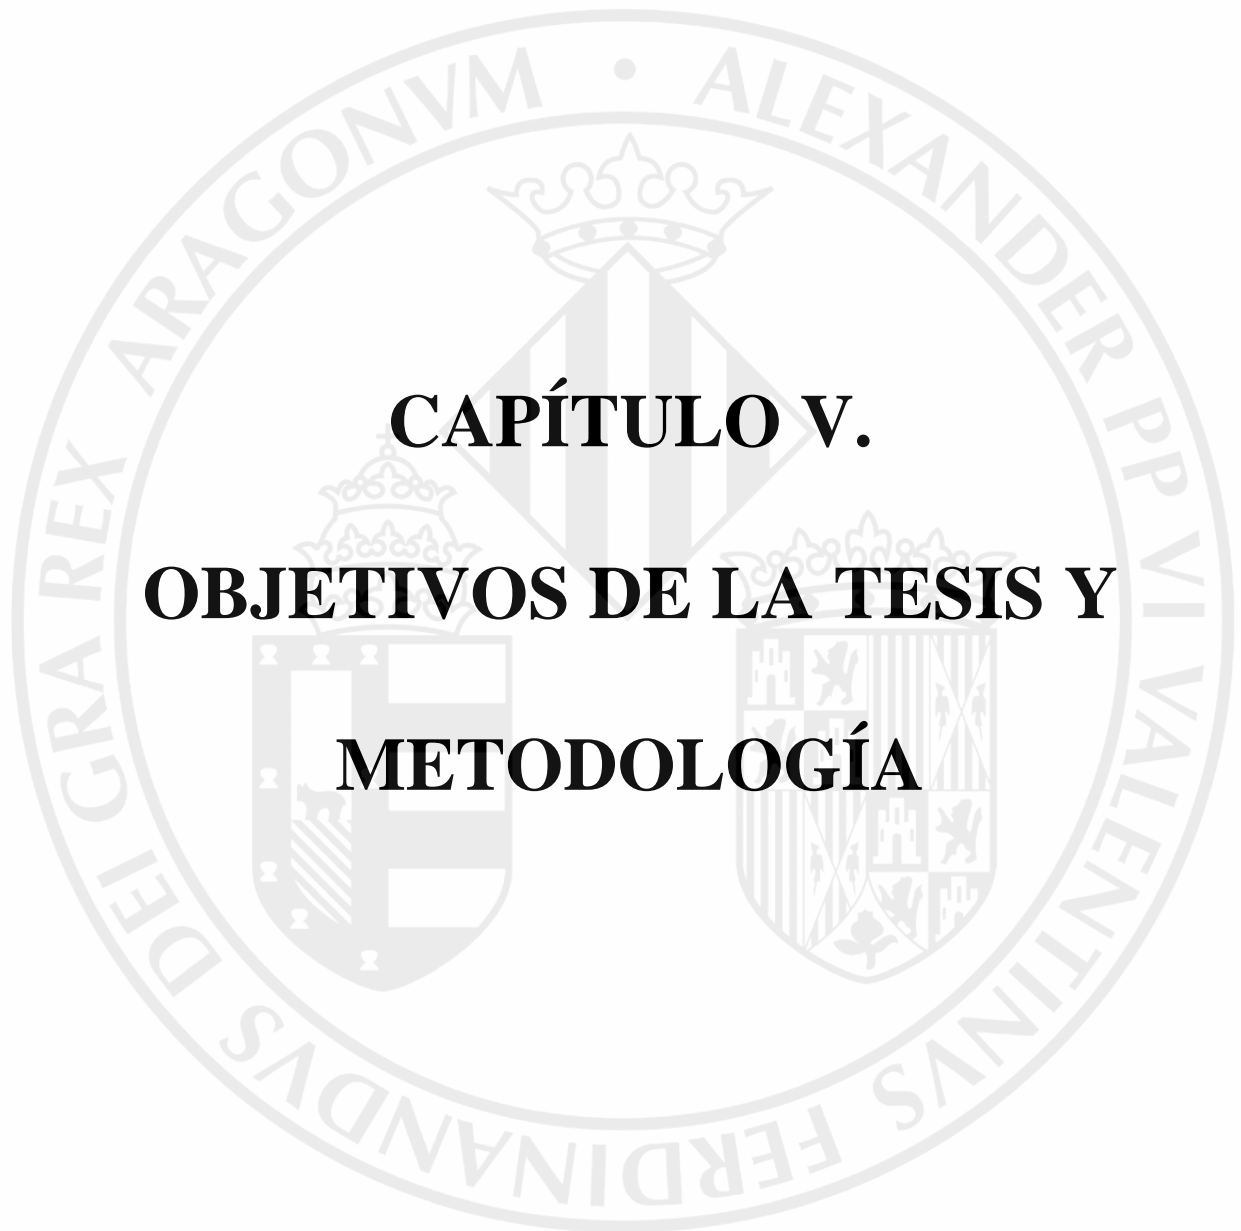 CAPÍTULO V.
OBJETIVOS DE LA TESIS Y
METODOLOGÍA
ALEXANDER PP VI VALENTINVS FERDINANDVS DEI GRA REX ARAGONVM